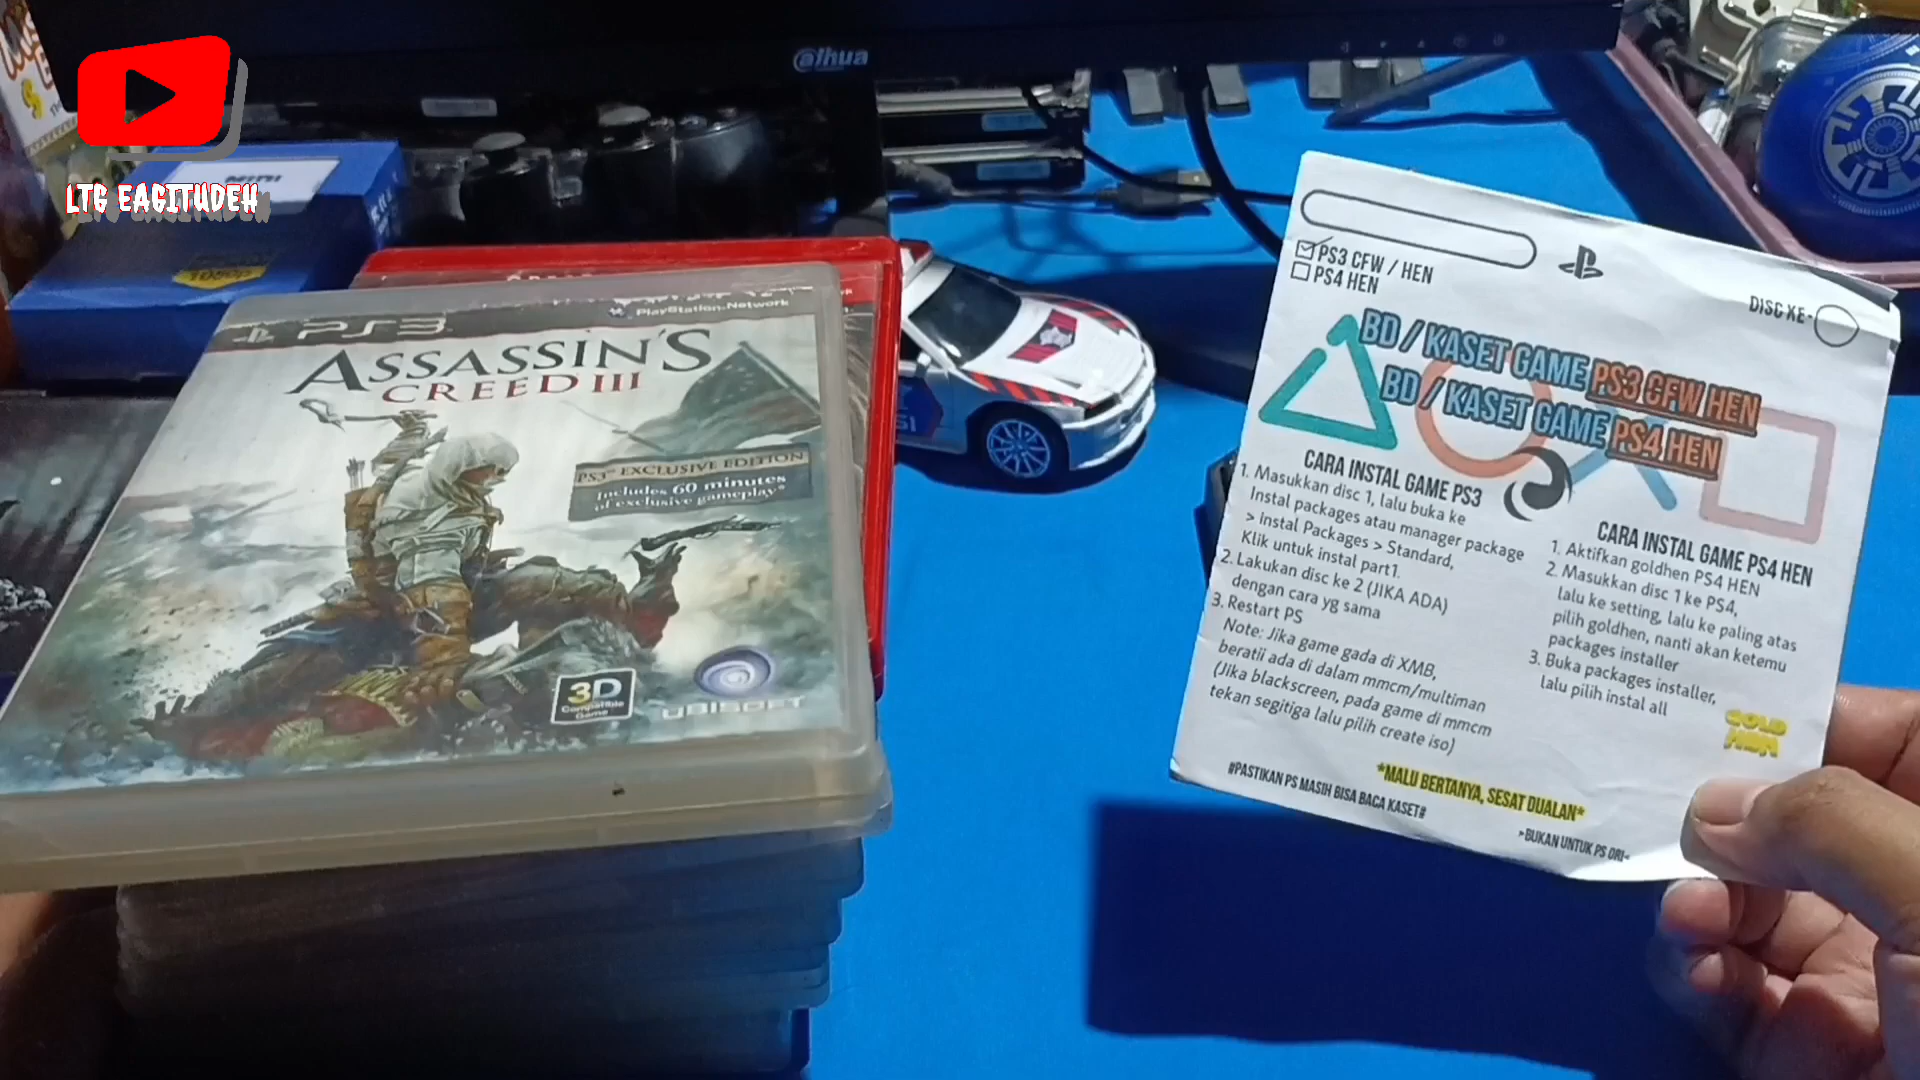 LTG EAGITUDEH
alhua
PS3
PlayStation Network
ASSASSIN'S
CREED III
PS3™ EXCLUSIVE EDITION
Includes 60 minutes
of exclusive gameplay*
3D
Compatible
Game
UBISOFT
PS3 CFW / HEN
PS4 HEN
DISC KE-
BD / KASET GAME PS3 CFW HEN
BD / KASET GAME PS4 HEN
CARA INSTAL GAME PS3
1. Masukkan disc 1, lalu buka ke
Instal packages atau manager package
> Instal Packages > Standard,
Klik untuk instal part1.
2. Lakukan disc ke 2 (JIKA ADA)
dengan cara yg sama
3. Restart PS
Note: Jika game gada di XMB,
beratii ada di dalam mmcm/multiman
(Jika blackscreen, pada game di mmcm
tekan segitiga lalu pilih create iso)
CARA INSTAL GAME PS4 HEN
1. Aktifkan goldhen PS4 HEN
2. Masukkan disc 1 ke PS4,
lalu ke setting, lalu ke paling atas
pilih goldhen, nanti akan ketemu
packages installer
3. Buka packages installer,
lalu pilih instal all
GOLD
HEN
*MALU BERTANYA, SESAT DUALAN*
#PASTIKAN PS MASIH BISA BACA KASET#
>BUKAN UNTUK PS ORI<